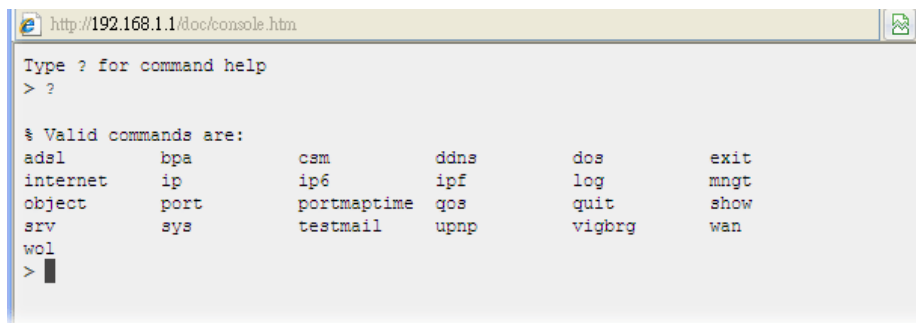 http://192.168.1.1/doc/console.htm
Type ? for command help
> ?
% Valid commands are:
adsl bpa csm ddns dos exit
internet ip ip6 ipf log mngt
object port portmaptime qos quit show
srv sys testmail upnp vigbrg wan
wol
>